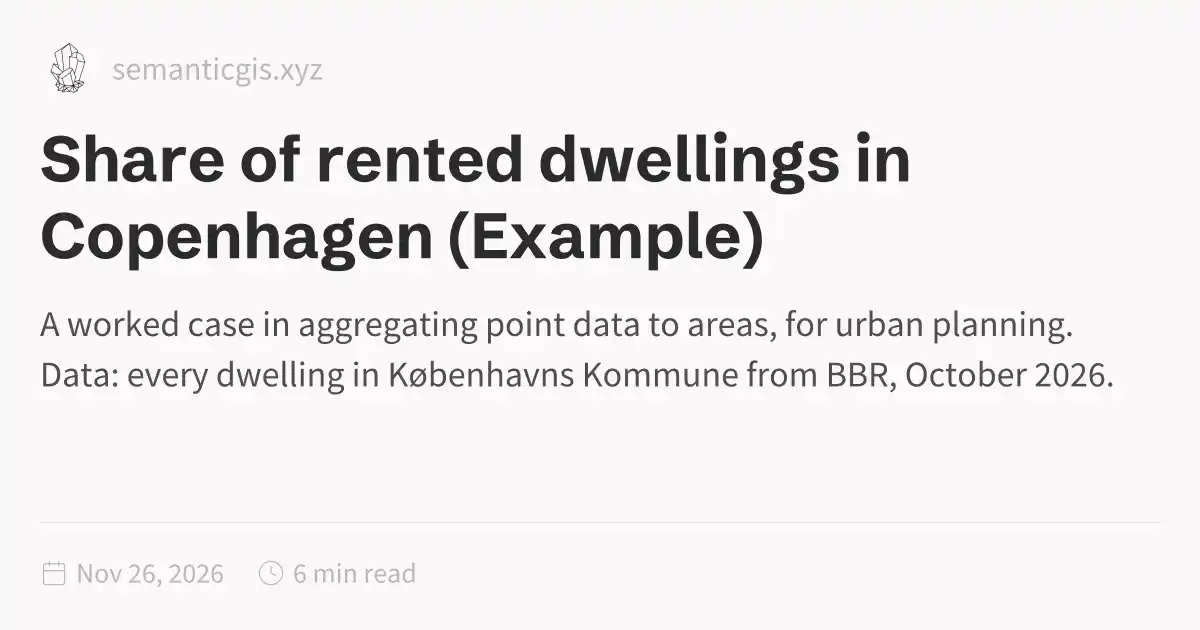 semanticgis.xyz
Share of rented dwellings in
Copenhagen (Example)
A worked case in aggregating point data to areas, for urban planning.
Data: every dwelling in Københavns Kommune from BBR, October 2026.
Nov 26, 2026 6 min read